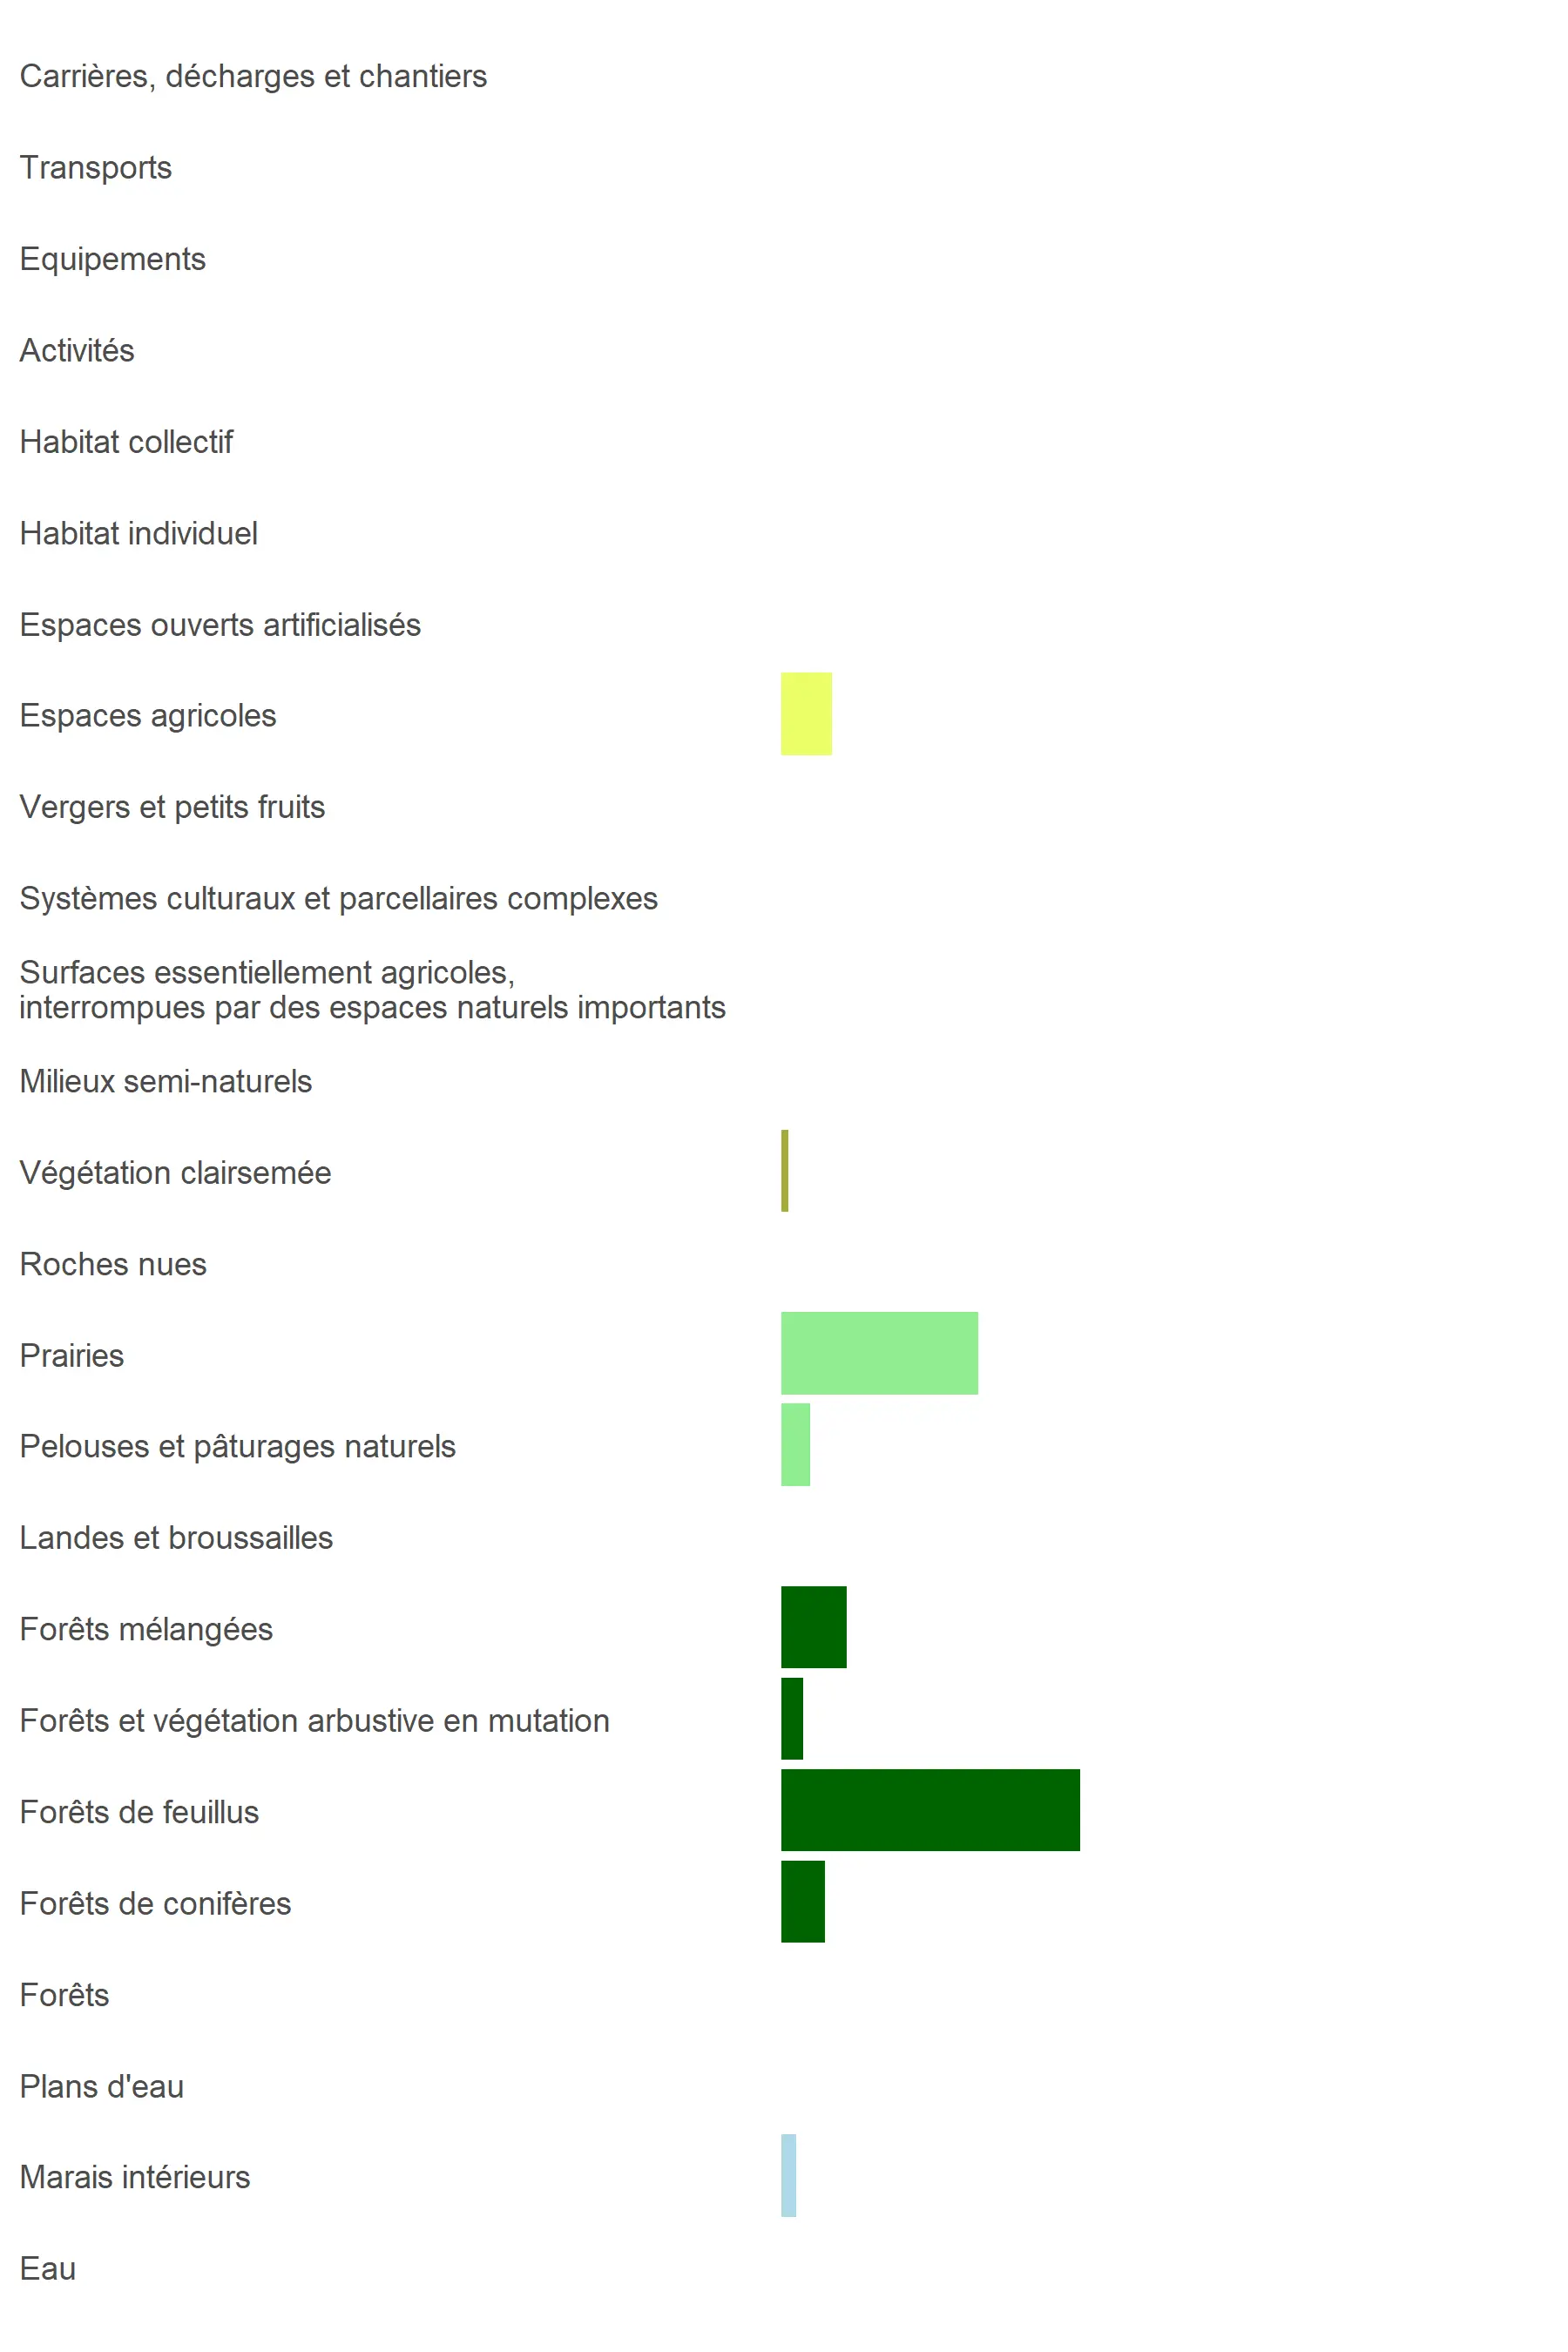 Carrières, décharges et chantiers
Transports
Equipements
Activités
Habitat collectif
Habitat individuel
Espaces ouverts artificialisés
Espaces agricoles
Vergers et petits fruits
Systèmes culturaux et parcellaires complexes
Surfaces essentiellement agricoles,
interrompues par des espaces naturels importants
Milieux semi-naturels
Végétation clairsemée
Roches nues
Prairies
Pelouses et pâturages naturels
Landes et broussailles
Forêts mélangées
Forêts et végétation arbustive en mutation
Forêts de feuillus
Forêts de conifères
Forêts
Plans d'eau
Marais intérieurs
Eau